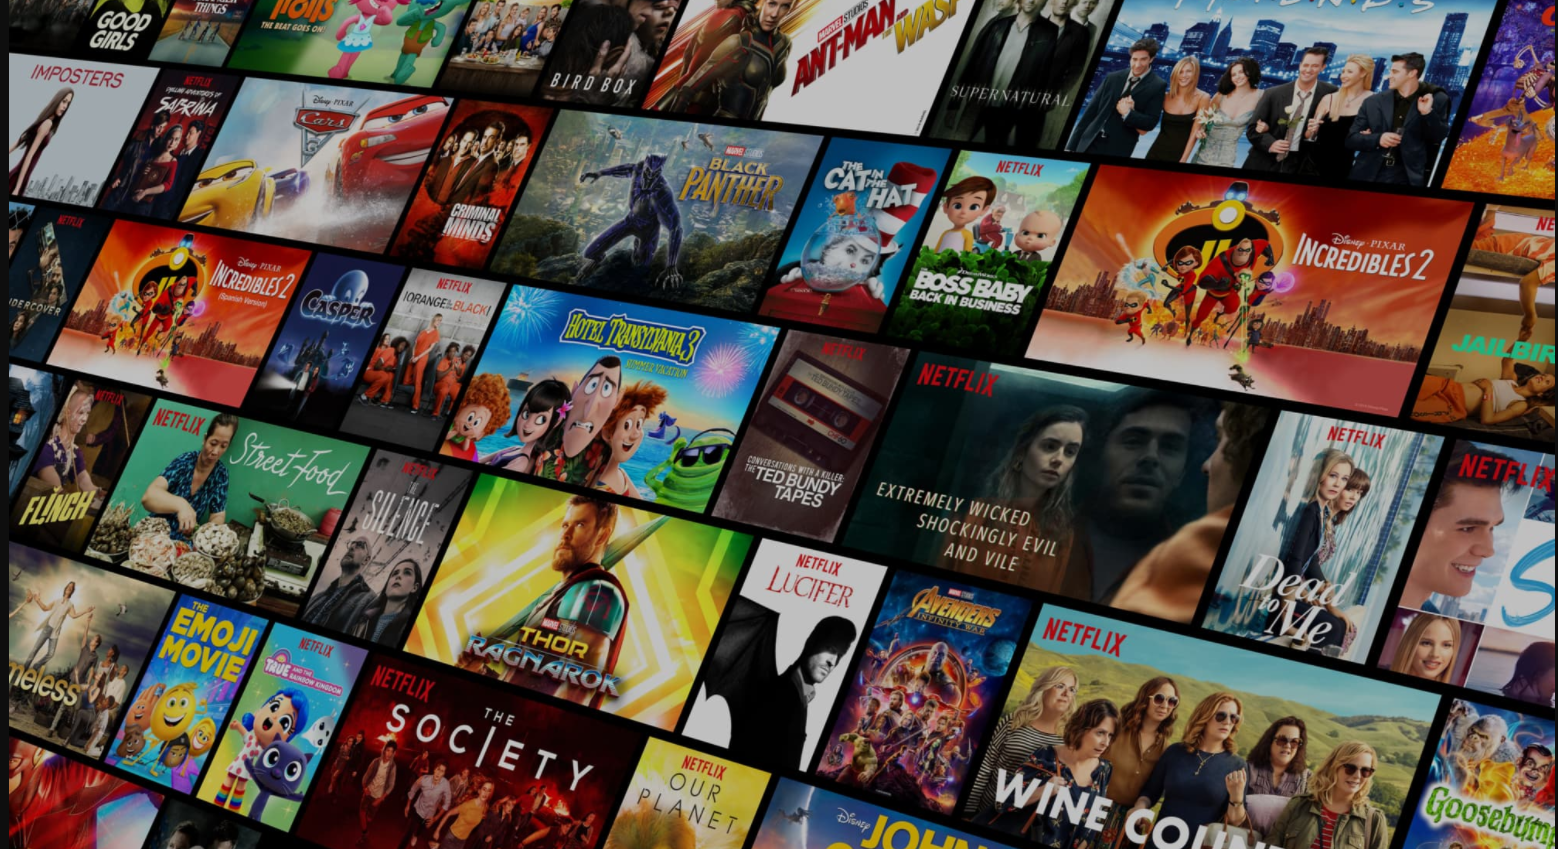 GOOD
GIRLS
THINGS
TROLLS
THE BEAT GOES ON!
BIRD BOX
MARVEL STUDIOS
ANT-MAN
AND THE
WASP
SUPERNATURAL
FRIENDS
IMPOSTERS
NETFLIX
CHILLING ADVENTURES OF
SABRINA
Disney·PIXAR
Cars
3
CRIMINAL
MINDS
MARVEL STUDIOS
BLACK
PANTHER
THE
CAT IN
THE
HAT
NETFLIX
BOSS BABY
BACK IN BUSINESS
Disney·PIXAR
INCREDIBLES 2
NE
JAILBIR
NETFLIX
UNDERCOVER
Disney·PIXAR
INCREDIBLES 2
(Spanish Version)
CASPER
NETFLIX
ORANGE IS THE NEW BLACK
HOTEL TRANSYLVANIA 3
SUMMER VACATION
NETFLIX
CONVERSATIONS WITH A KILLER:
THE TED BUNDY
TAPES
NETFLIX
EXTREMELY WICKED
SHOCKINGLY EVIL
AND VILE
NETFLIX
Dead
to Me
NETFLIX
S
NETFLIX
FLINCH
NETFLIX
Street Food
NETFLIX
THE
SILENCE
MARVEL STUDIOS
THOR
RAGNAROK
NETFLIX
LUCIFER
MARVEL STUDIOS
AVENGERS
INFINITY WAR
NETFLIX
WINE COUN
Goosebum
meless
THE
EMOJI
MOVIE
NETFLIX
TRUE AND THE
RAINBOW KINGDOM
NETFLIX
THE
SOCIETY
NETFLIX
OUR
PLANET
Disney
JOHN